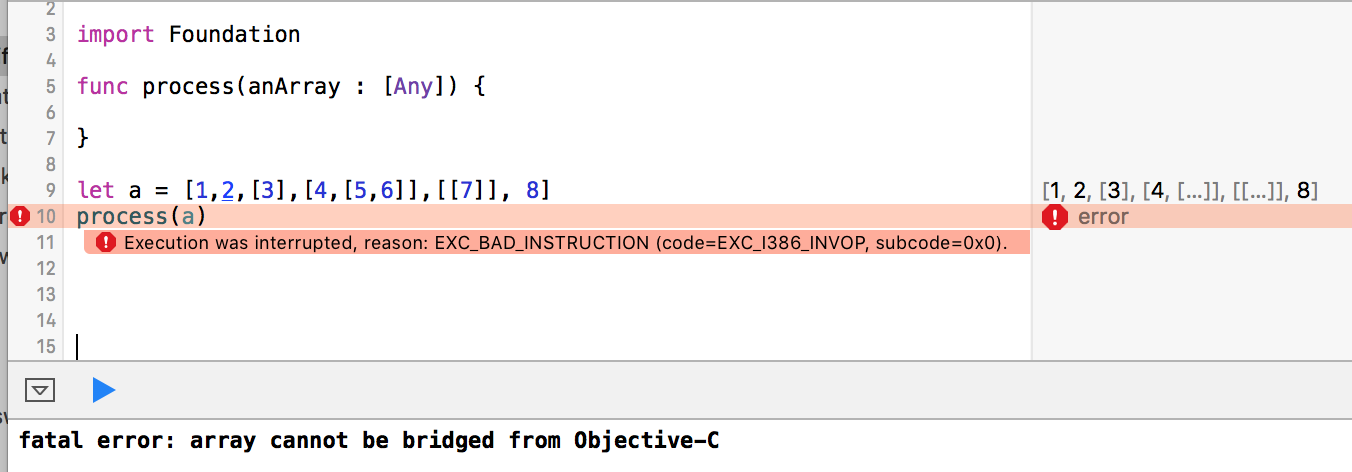 2
3 import Foundation
4
5 func process(anArray : [Any]) {
6
7 }
8
9 let a = [1,2,[3],[4,[5,6]],[[7]], 8] [1, 2, [3], [4, [...]], [[...]], 8]
10 process(a) error
11 Execution was interrupted, reason: EXC_BAD_INSTRUCTION (code=EXC_I386_INVOP, subcode=0x0).
12
13
14
15
fatal error: array cannot be bridged from Objective-C